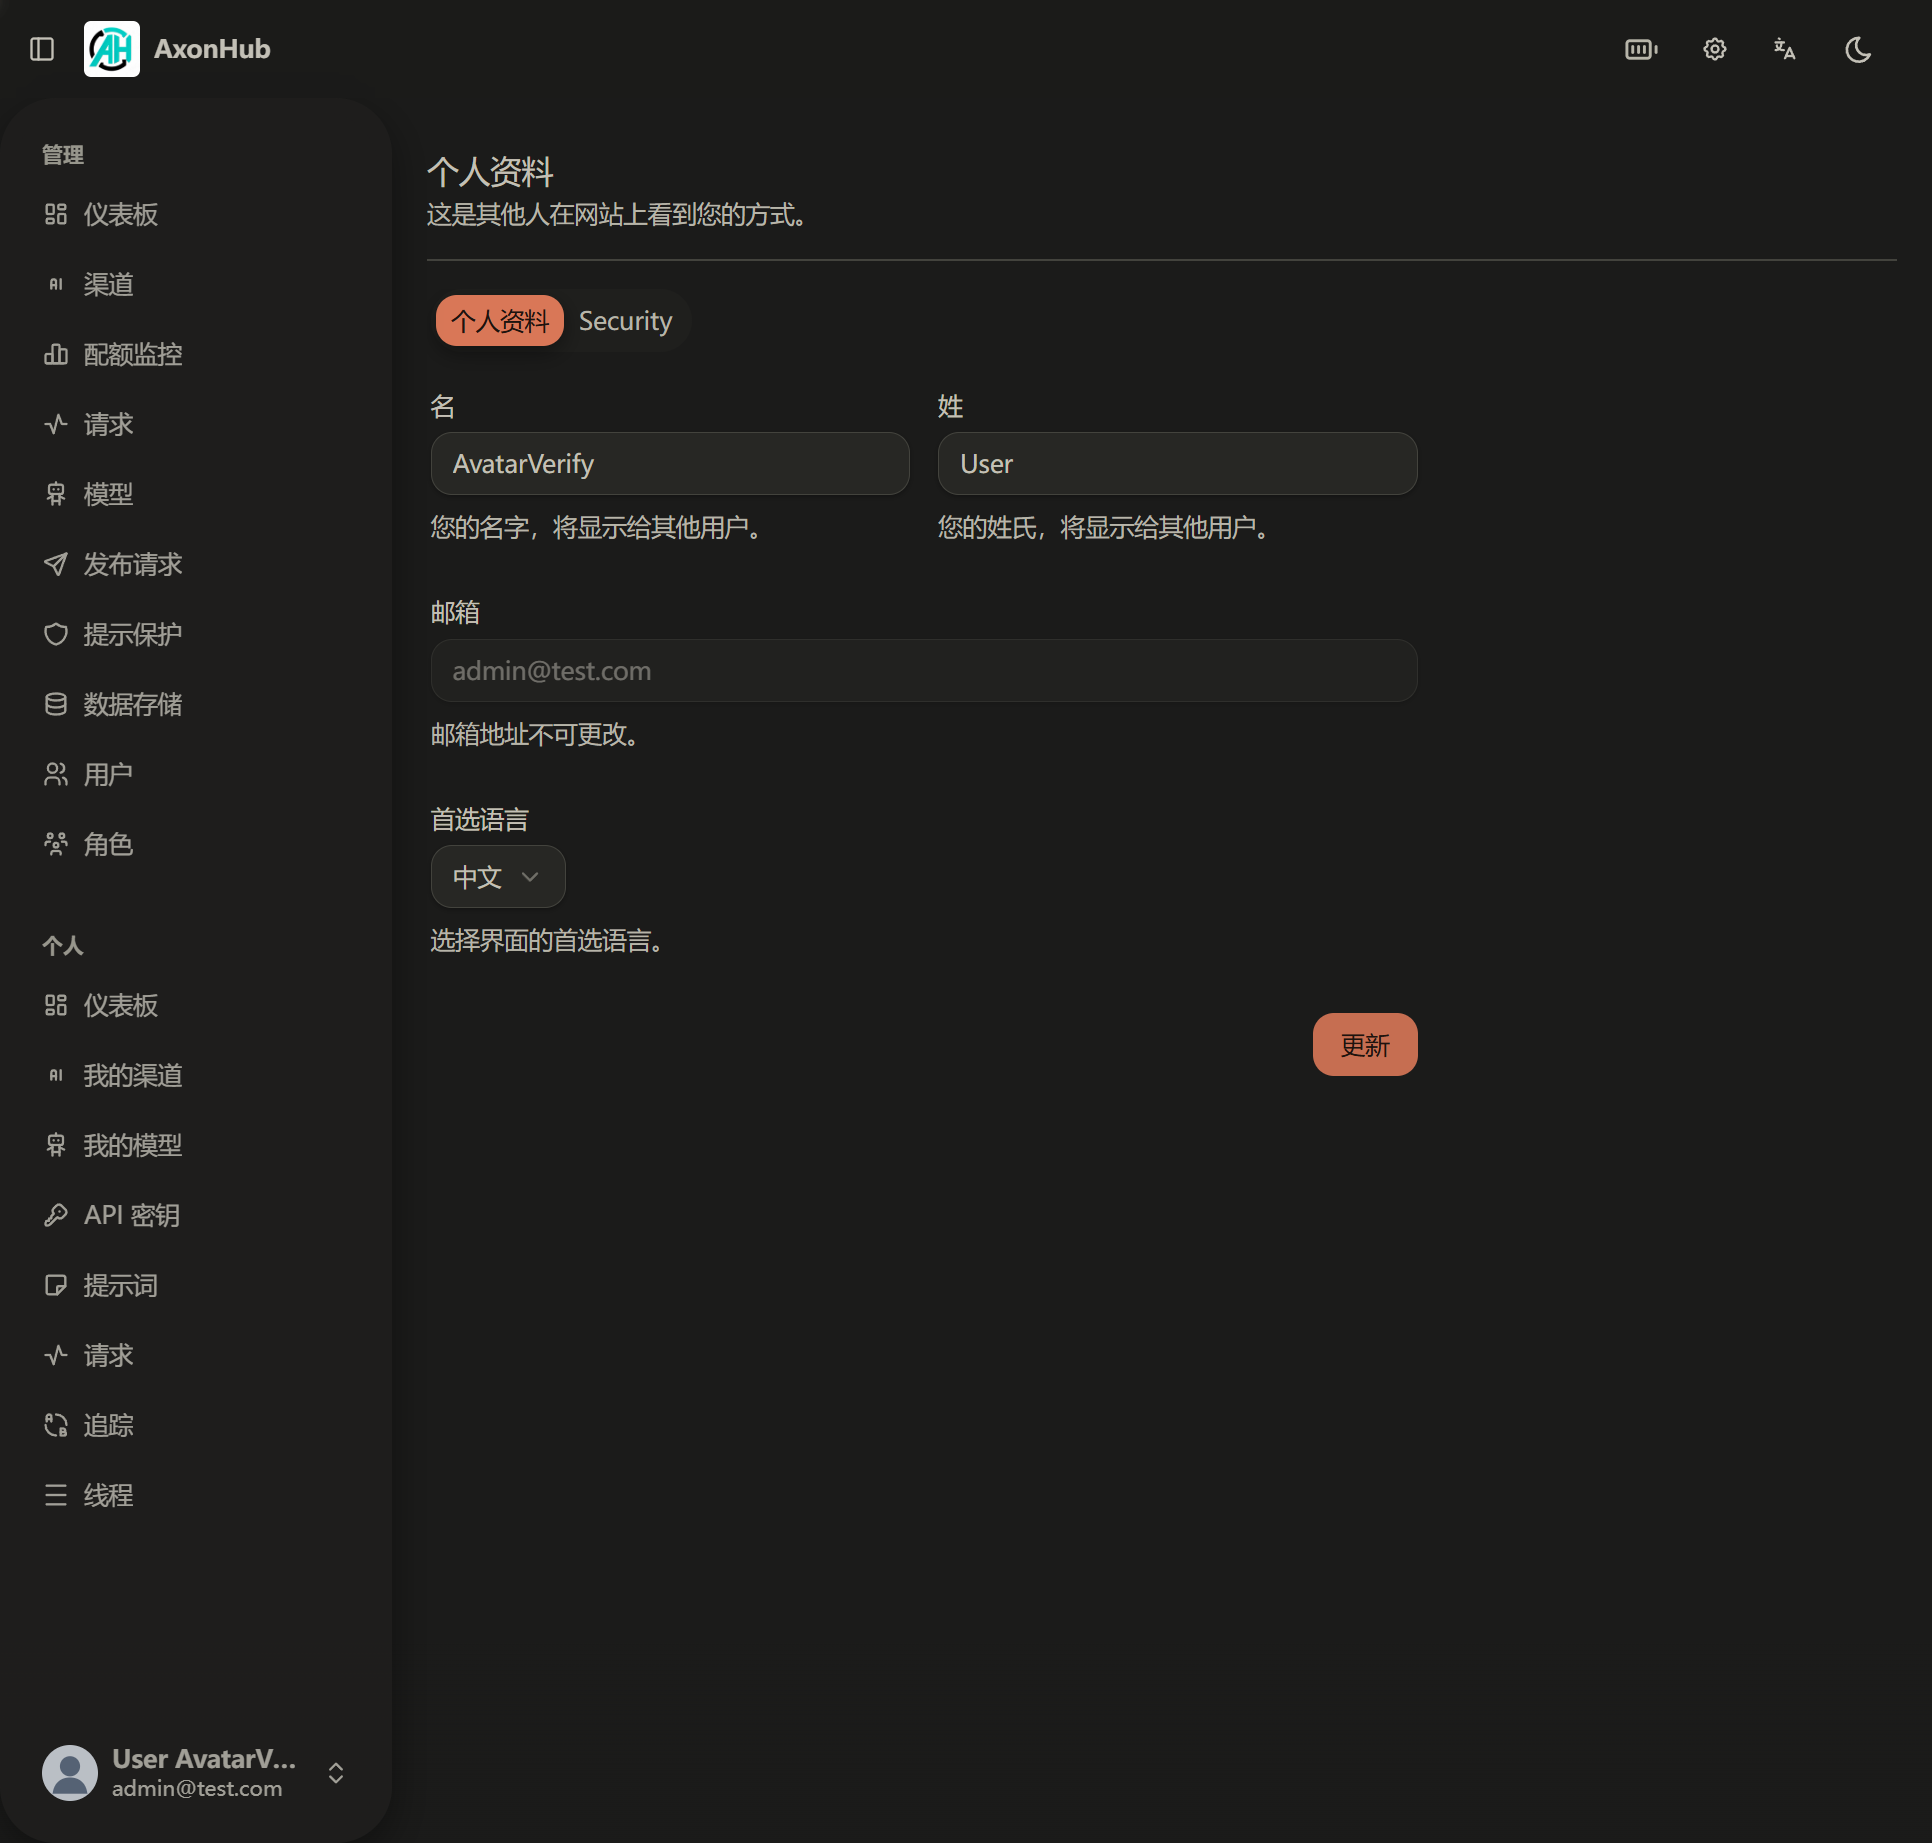 AxonHub
管理
仪表板
渠道
配额监控
请求
模型
发布请求
提示保护
数据存储
用户
角色
个人
仪表板
我的渠道
我的模型
API 密钥
提示词
请求
追踪
线程
User AvatarV...
admin@test.com
个人资料
这是其他人在网站上看到您的方式。
个人资料 Security
名 姓
AvatarVerify User
您的名字，将显示给其他用户。 您的姓氏，将显示给其他用户。
邮箱
admin@test.com
邮箱地址不可更改。
首选语言
中文
选择界面的首选语言。
更新